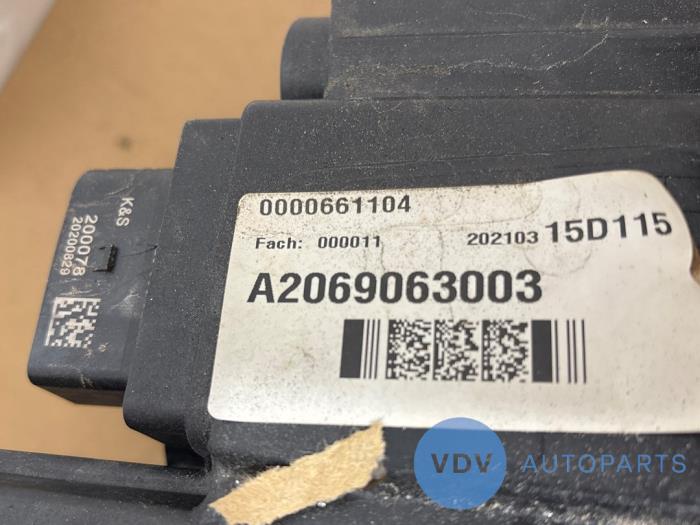 0000661104
Fach: 000011 202103 15D115
A2069063003
K&S
200078
20200829
VDV AUTOPARTS